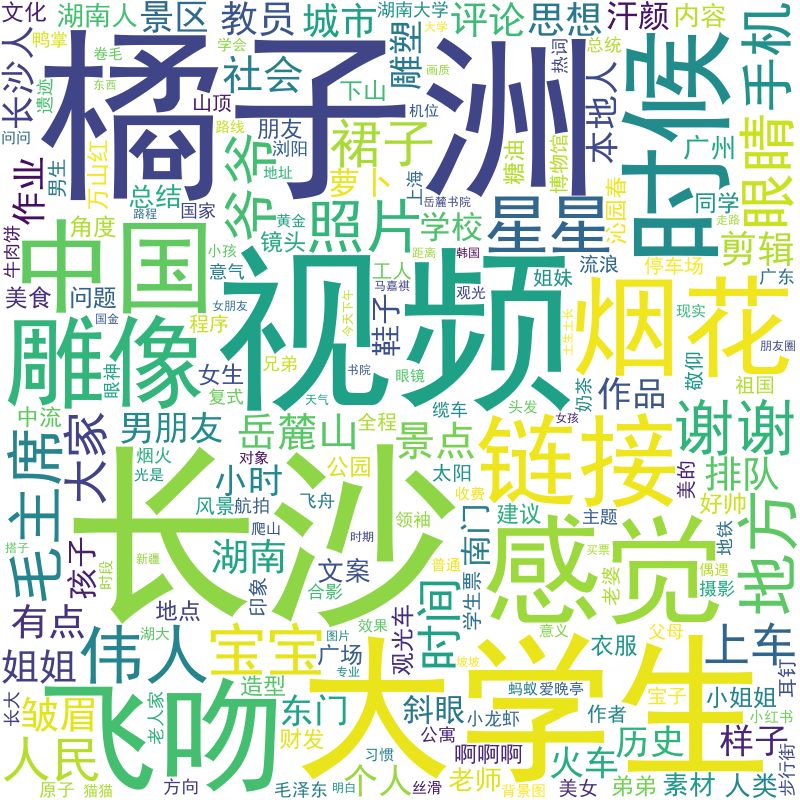 文化
湖南人
景区
教员
城市
湖南大学
评论
思想
汗颜
内容
鸭掌
卷毛
学会
大学
总统
热词
手机
长沙人
遗迹
东西
橘子洲
社会
雕塑
下山
画质
机位
时候
本地人
山顶
路线
朋友
裙子
问问
男生
万山红
爷爷
浏阳
地址
萝卜
糖油
博物馆
广州
眼睛
作业
总结
路程
国家
黄金
镜头
照片
上海
岳麓书院
学校
星星
沁园春
同学
走路
剪辑
牛肉饼
角度
中国
小孩
意气
距离
韩国
工人
姐妹
流浪
停车场
广东
美食
问题
女朋友
马嘉祺
观光
鞋子
视频
今天下午
烟花
现实
雕像
国金
程序
兄弟
土生土长
敬仰
祖国
朋友圈
眼神
女生
复式
书院
眼镜
奶茶
作品
中流
男朋友
天气
岳麓山
全程
缆车
头发
景点
女孩
链接
谢谢
毛主席
大家
烟火
光是
小时
对象
公园
太阳
收费
美的
排队
好帅
风景
航拍
飞舟
领袖
建议
主题
地铁
长沙
感觉
地方
爬山
时期
南门
买票
搭子
时段
孩子
新疆
湖南
文案
印象
合影
普通
学生票
老婆
偶遇
摄影
有点
地点
效果
时间
意义
父母
上车
伟人
湖大
宝宝
图片
广场
观光车
衣服
姐姐
专业
坡坡
大学生
蚂蚁
爱晚亭
宝子
耳钉
长大
皱眉
老人家
飞吻
造型
东门
斜眼
小龙虾
作者
小姐姐
小红书
步行街
人民
财发
公寓
啊啊啊
火车
历史
样子
习惯
原子
猫猫
方向
毛泽东
明白
个人
丝滑
老师
背景图
美女
弟弟
素材
人类